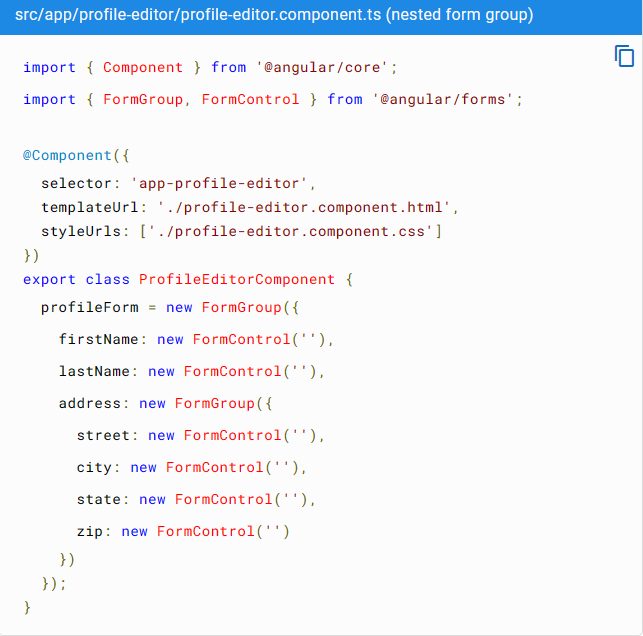 src/app/profile-editor/profile-editor.component.ts (nested form group)
import { Component } from '@angular/core';
import { FormGroup, FormControl } from '@angular/forms';

@Component({
  selector: 'app-profile-editor',
  templateUrl: './profile-editor.component.html',
  styleUrls: ['./profile-editor.component.css']
})
export class ProfileEditorComponent {
  profileForm = new FormGroup({
    firstName: new FormControl(''),
    lastName: new FormControl(''),
    address: new FormGroup({
      street: new FormControl(''),
      city: new FormControl(''),
      state: new FormControl(''),
      zip: new FormControl('')
    })
  });
}